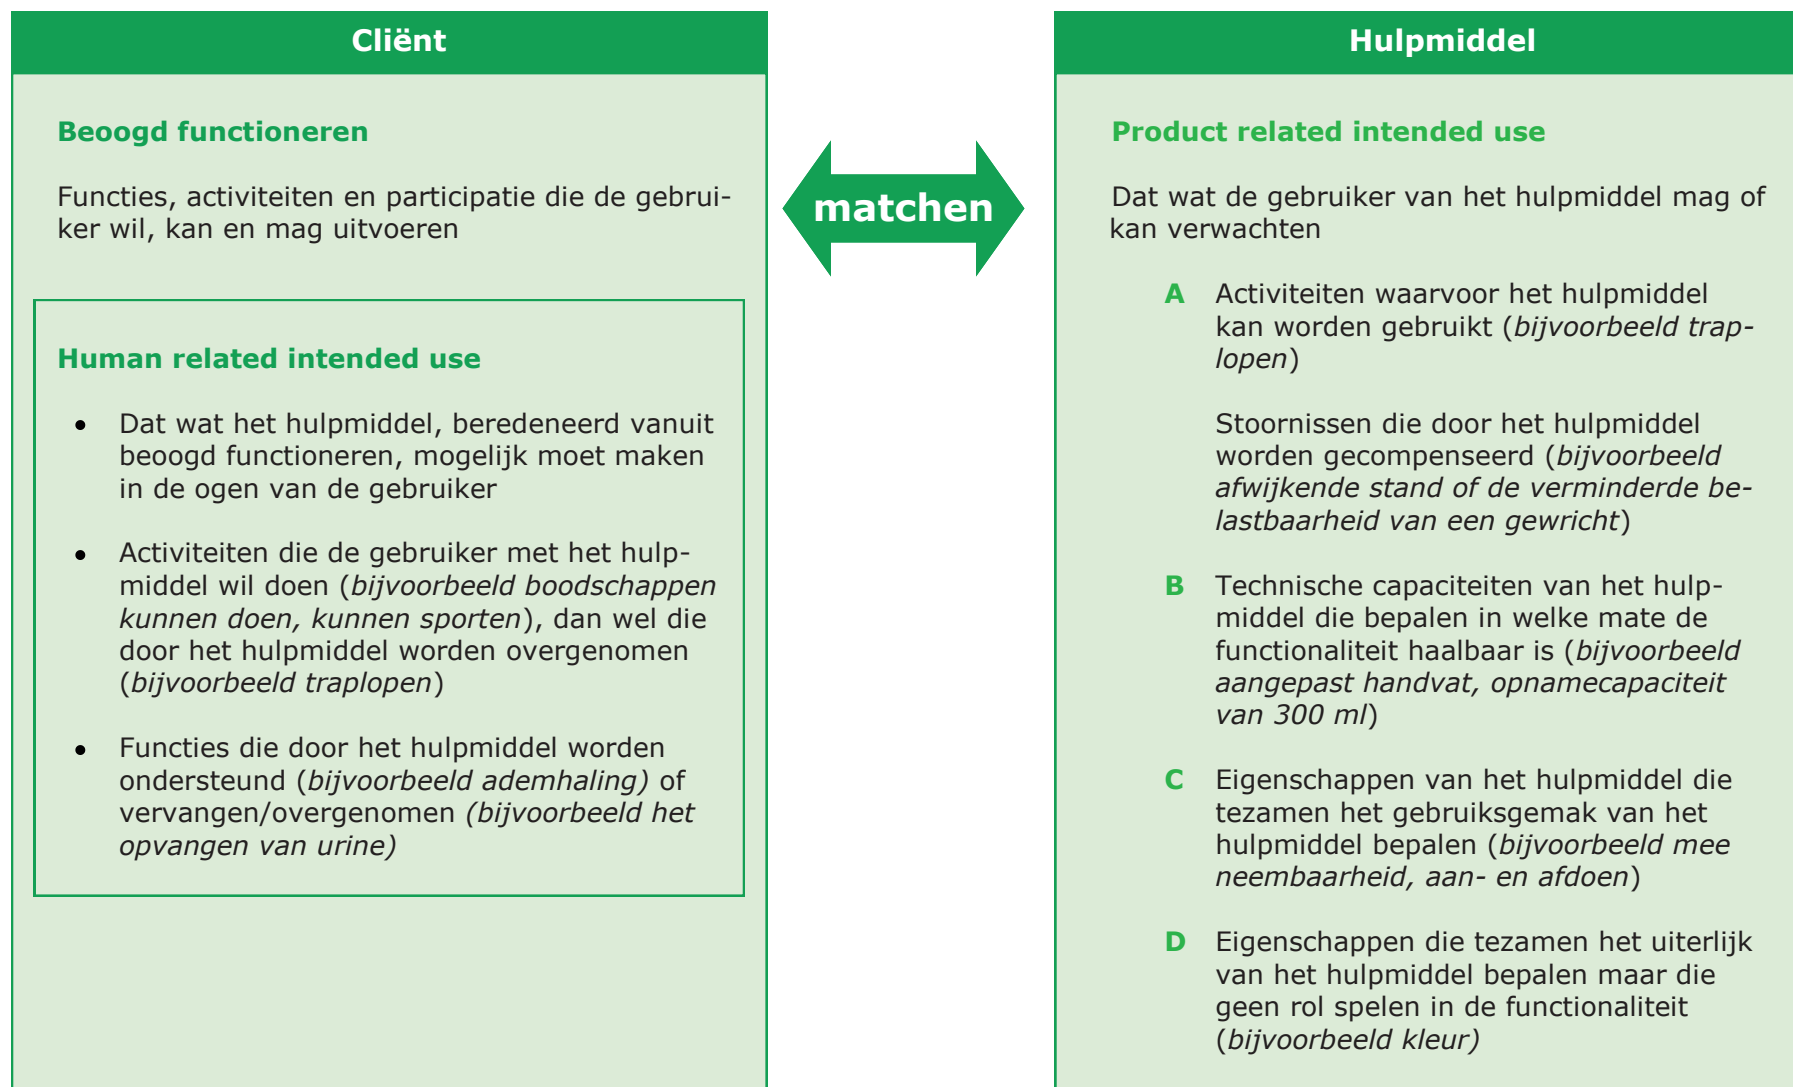 Cliënt
Beoogd functioneren
Functies, activiteiten en participatie die de gebrui-
ker wil, kan en mag uitvoeren
Human related intended use
• Dat wat het hulpmiddel, beredeneerd vanuit
beoogd functioneren, mogelijk moet maken
in de ogen van de gebruiker
• Activiteiten die de gebruiker met het hulp-
middel wil doen (bijvoorbeeld boodschappen
kunnen doen, kunnen sporten), dan wel die
door het hulpmiddel worden overgenomen
(bijvoorbeeld traplopen)
• Functies die door het hulpmiddel worden
ondersteund (bijvoorbeeld ademhaling) of
vervangen/overgenomen (bijvoorbeeld het
opvangen van urine)
matchen
Hulpmiddel
Product related intended use
Dat wat de gebruiker van het hulpmiddel mag of
kan verwachten
A Activiteiten waarvoor het hulpmiddel
kan worden gebruikt (bijvoorbeeld trap-
lopen)
Stoornissen die door het hulpmiddel
worden gecompenseerd (bijvoorbeeld
afwijkende stand of de verminderde be-
lastbaarheid van een gewricht)
B Technische capaciteiten van het hulp-
middel die bepalen in welke mate de
functionaliteit haalbaar is (bijvoorbeeld
aangepast handvat, opnamecapaciteit
van 300 ml)
C Eigenschappen van het hulpmiddel die
tezamen het gebruiksgemak van het
hulpmiddel bepalen (bijvoorbeeld mee
neembaarheid, aan- en afdoen)
D Eigenschappen die tezamen het uiterlijk
van het hulpmiddel bepalen maar die
geen rol spelen in de functionaliteit
(bijvoorbeeld kleur)